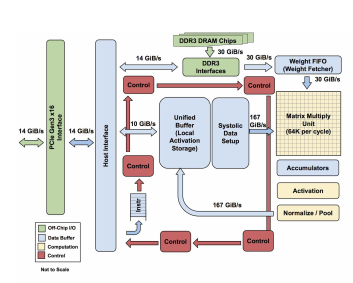 DDR3 DRAM Chips
30 GiB/s
14 GiB/s
DDR3
Interfaces
30 GiB/s
Weight FIFO
(Weight Fetcher)
Control
Control
30 GiB/s
14 GiB/s
PCIe Gen3 x16
Interface
14 GiB/s
Host Interface
10 GiB/s
Unified
Buffer
(Local
Activation
Storage)
Systolic
Data
Setup
167
GiB/s
Matrix Multiply
Unit
(64K per cycle)
Control
Accumulators
Activation
Instr
167 GiB/s
Normalize / Pool
Control
Control
Off-Chip I/O
Data Buffer
Computation
Control
Not to Scale